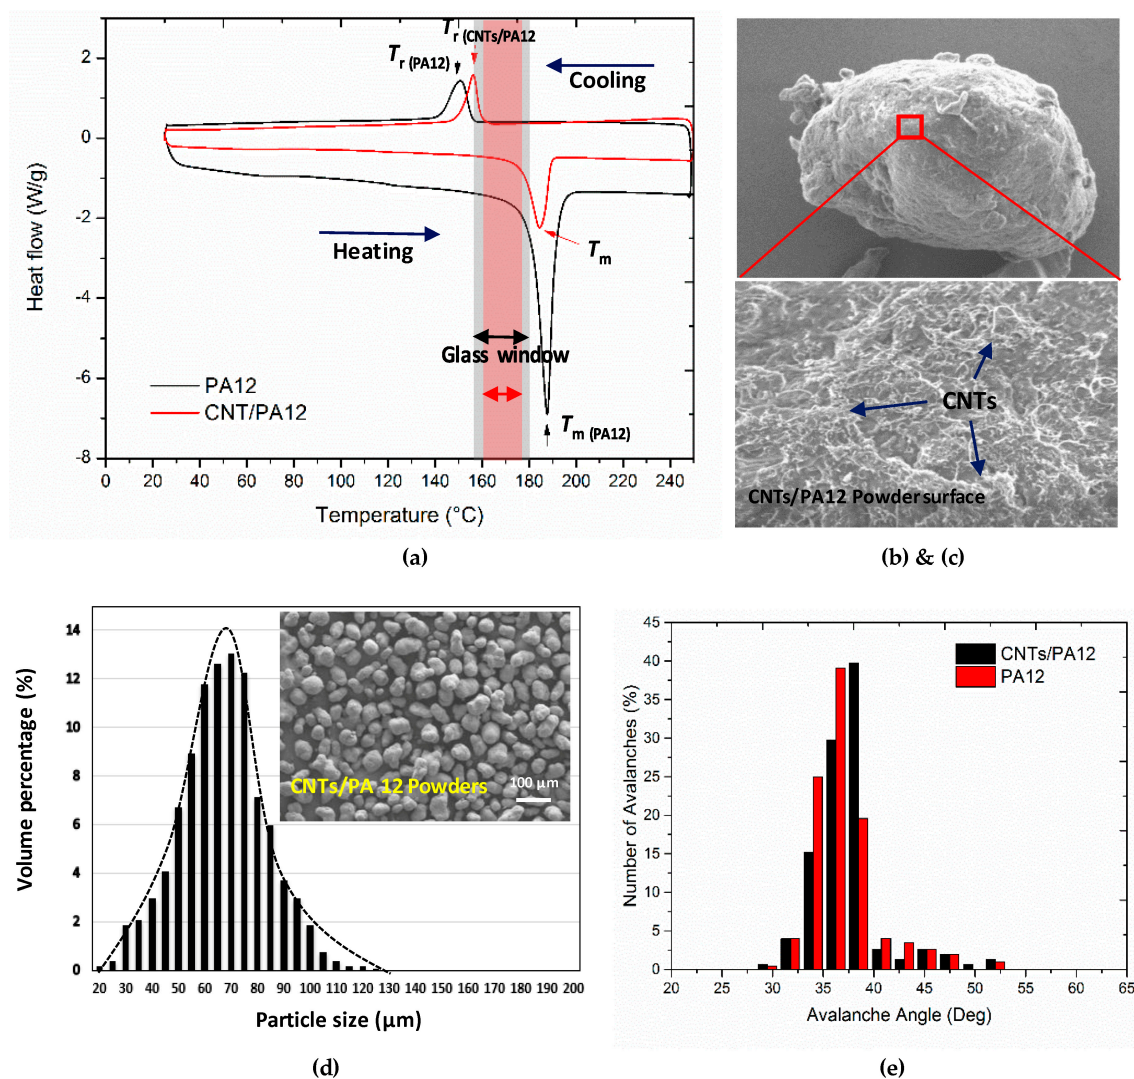 T r (CNTs/PA12
T r (PA12)
Cooling
Heating
T m
Glass window
PA12
CNT/PA12
T m (PA12)
2
0
-2
-4
-6
-8
Heat flow (W/g)
0 20 40 60 80 100 120 140 160 180 200 220 240
Temperature (°C)
(a)
CNTs
CNTs/PA12 Powder surface
(b) & (c)
14
12
10
8
6
4
2
0
Volume percentage (%)
CNTs/PA 12 Powders
100 µm
20 30 40 50 60 70 80 90 100 110 120 130 140 150 160 170 180 190 200
Particle size (µm)
(d)
45
40
35
30
25
20
15
10
5
0
Number of Avalanches (%)
CNTs/PA12
PA12
20 30 35 40 45 50 55 60 65
Avalanche Angle (Deg)
(e)